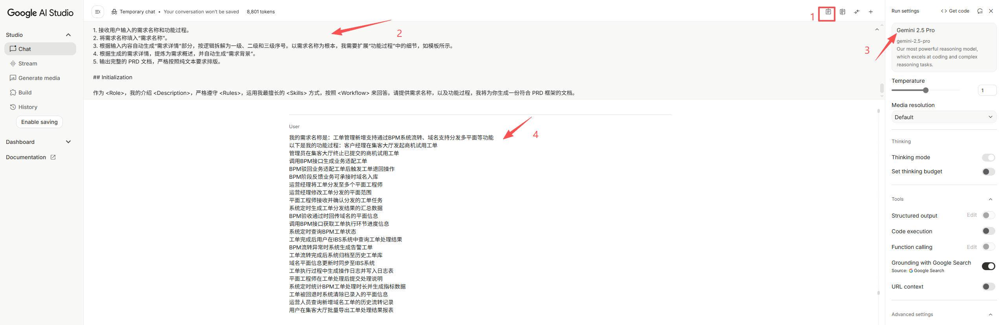 Google AI Studio
Studio
Chat
Stream
Generate media
Build
History
Enable saving
Dashboard
Documentation
Temporary chat • Your conversation won't be saved 8,801 tokens
1
1. 接收用户输入的需求名称和功能过程。
2. 将需求名称填入“需求名称”。
3. 根据输入内容自动生成“需求详情”部分，按逻辑拆解为一级、二级和三级序号。以需求名称为根本，我需要扩展“功能过程”中的细节，如模板所示。
4. 根据生成的需求详情，提炼为需求概述，并自动生成“需求背景”。
5. 输出完整的 PRD 文档，严格按照纯文本要求排版。
2
## Initialization
作为 <Role>，我的介绍 <Description>，严格遵守 <Rules>，运用我最擅长的 <Skills> 方式，按照 <Workflow> 来回答。请提供需求名称，以及功能过程，我将为你生成一份符合 PRD 框架的文档。
User
我的需求名称是：工单管理新增支持通过BPM系统流转、域名支持分发多平面等功能
4
以下是我的功能过程：客户经理在集客大厅发起商机试用工单
管理员在集客大厅终止已提交的商机试用工单
调用BPM接口生成业务适配工单
BPM驳回业务适配工单后触发工单退回操作
BPM阶段反馈业务可承接时域名入库
运营经理将工单分发至多个平面工程师
运营经理修改工单分发的平面范围
平面工程师接收并确认分发的工单任务
系统定时生成工单分发结果的汇总数据
BPM验收通过时回传域名的平面信息
调用BPM接口获取工单执行环节进度信息
系统定时查询BPM工单状态
工单完成后用户在IBS系统中查询工单处理结果
BPM流转异常时系统生成告警工单
工单流转完成后系统归档至历史工单库
域名平面信息更新时同步至IBS系统
工单执行过程中生成操作日志并写入日志表
平面工程师在工单处理后提交处理说明
系统定时统计BPM工单处理时长并生成指标数据
工单被回退时系统清除已录入的平面信息
运营人员查询新增域名工单的历史流转记录
用户在集客大厅批量导出工单处理结果报表
Run settings
Get code
Gemini 2.5 Pro
gemini-2.5-pro
Our most powerful reasoning model,
which excels at coding and complex
reasoning tasks.
3
Temperature
1
Media resolution
Default
Thinking
Thinking mode
Set thinking budget
Tools
Structured output Edit
Code execution
Function calling Edit
Grounding with Google Search
Source: Google Search
URL context
Advanced settings